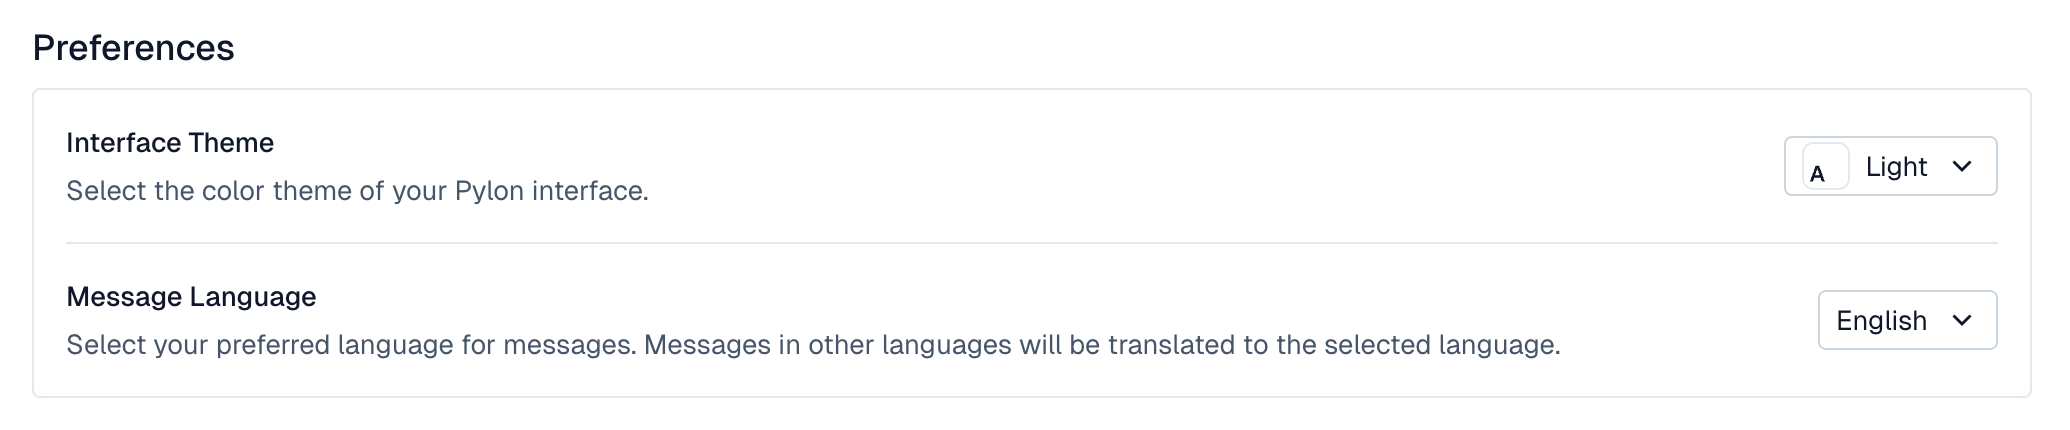 Preferences
Interface Theme
Select the color theme of your Pylon interface.
A Light
Message Language
Select your preferred language for messages. Messages in other languages will be translated to the selected language.
English